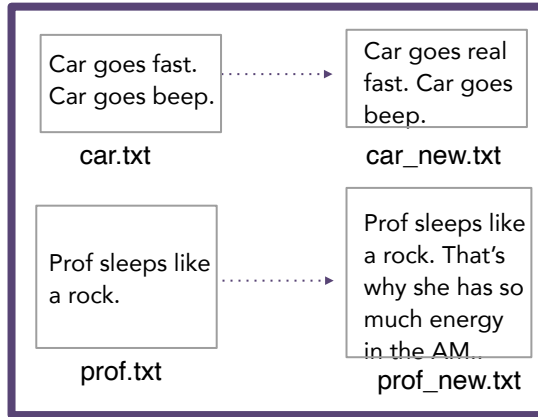 Car goes fast.
Car goes beep.
car.txt
Car goes real
fast. Car goes
beep.
car_new.txt
Prof sleeps like
a rock.
prof.txt
Prof sleeps like
a rock. That’s
why she has so
much energy
in the AM..
prof_new.txt